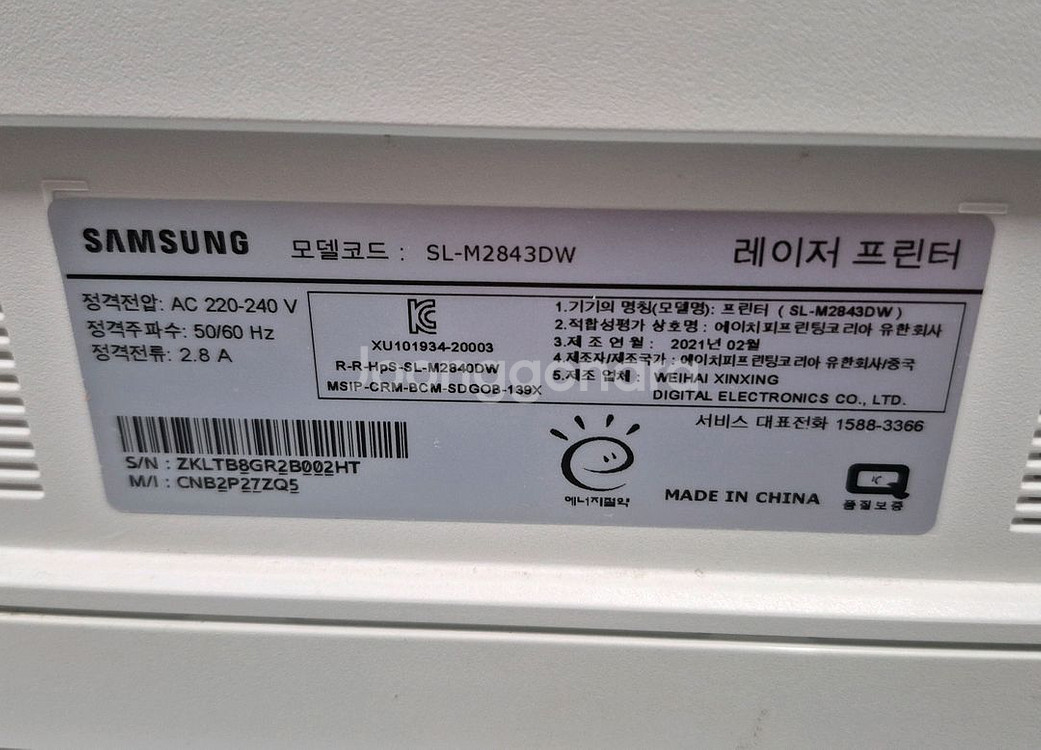 SAMSUNG 모델코드 : SL-M2843DW 레이저 프린터
정격전압: AC 220-240 V
정격주파수: 50/60 Hz
정격전류: 2.8 A
XU101934-20003
R-R-HpS-SL-M2840DW
MSIP-CRM-BCM-SDGOB-139X
1.기기의 명칭(모델명): 프린터 ( SL-M2843DW )
2.적합성평가 상호명 : 에이치피프린팅코리아 유한회사
3.제 조 연 월 : 2021년 02월
4.제조자/제조국가 : 에이치피프린팅코리아 유한회사/중국
5.제조 업체 : WEIHAI XINXING
DIGITAL ELECTRONICS CO., LTD.
서비스 대표전화 1588-3366
S/N : ZKLTB8GR2B002HT
M/I : CNB2P27ZQ5
에너지절약
MADE IN CHINA
품질보증
joonggonara